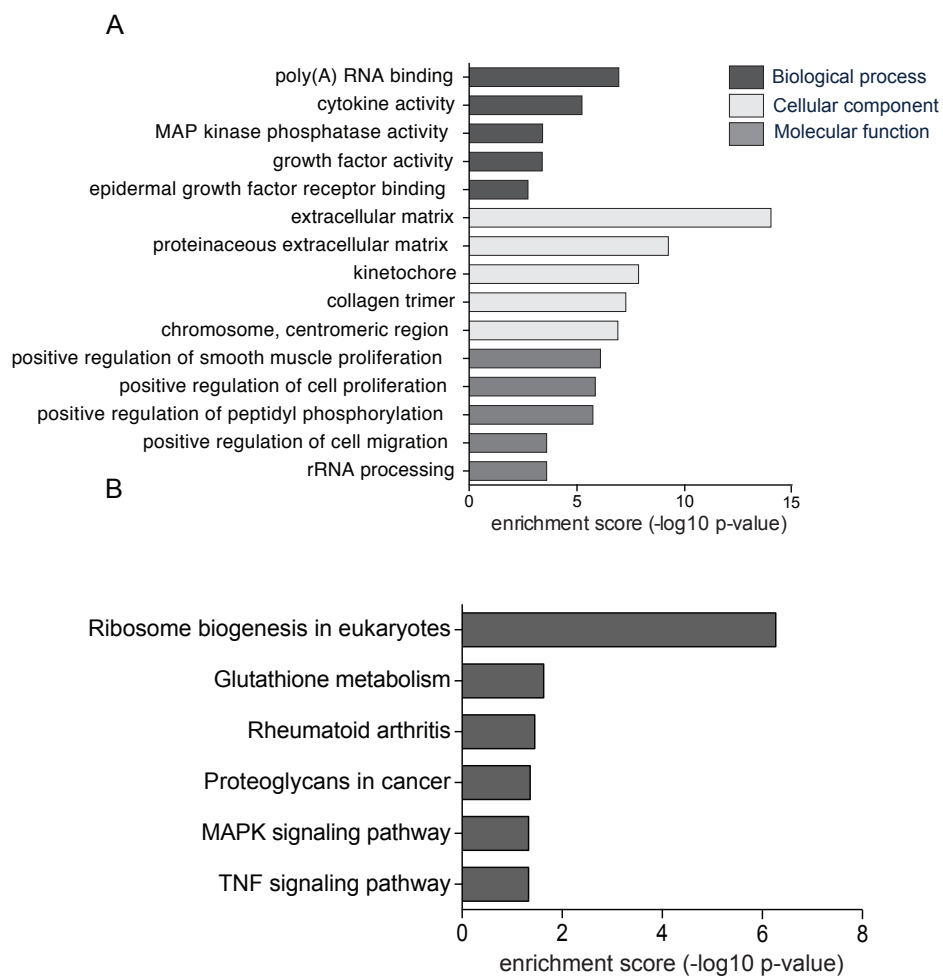 A
poly(A) RNA binding
cytokine activity
MAP kinase phosphatase activity
growth factor activity
epidermal growth factor receptor binding
extracellular matrix
proteinaceous extracellular matrix
kinetochore
collagen trimer
chromosome, centromeric region
positive regulation of smooth muscle proliferation
positive regulation of cell proliferation
positive regulation of peptidyl phosphorylation
positive regulation of cell migration
rRNA processing
Biological process
Cellular component
Molecular function
0 5 10 15
enrichment score (-log10 p-value)
B
Ribosome biogenesis in eukaryotes
Glutathione metabolism
Rheumatoid arthritis
Proteoglycans in cancer
MAPK signaling pathway
TNF signaling pathway
0 2 4 6 8
enrichment score (-log10 p-value)